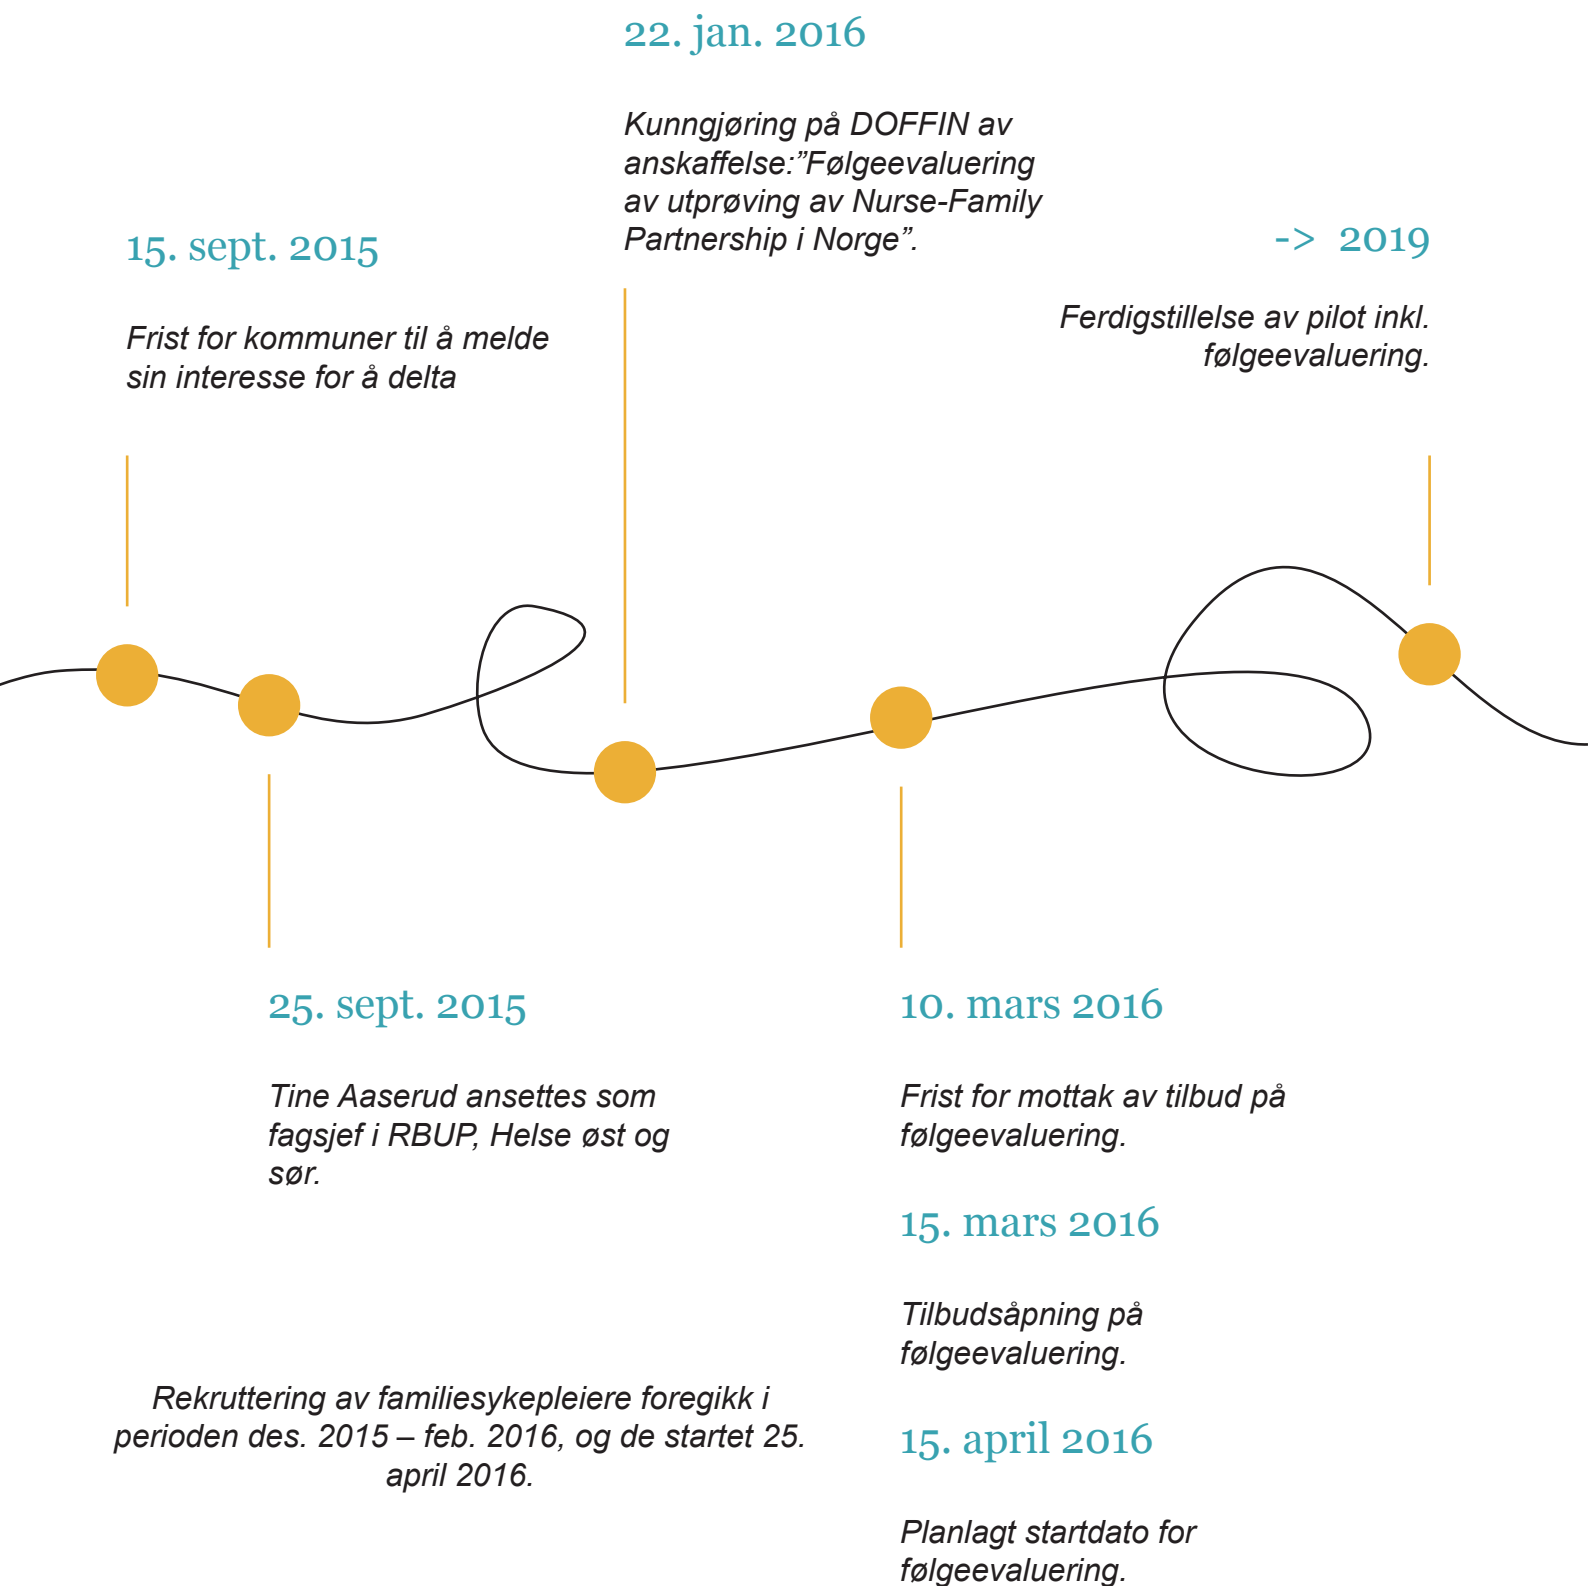 22. jan. 2016
Kunngjøring på DOFFIN av
anskaffelse:”Følgeevaluering
av utprøving av Nurse-Family
Partnership i Norge”.
15. sept. 2015
Frist for kommuner til å melde
sin interesse for å delta
-> 2019
Ferdigstillelse av pilot inkl.
følgeevaluering.
25. sept. 2015
Tine Aaserud ansettes som
fagsjef i RBUP, Helse øst og
sør.
Rekruttering av familiesykepleiere foregikk i
perioden des. 2015 – feb. 2016, og de startet 25.
april 2016.
10. mars 2016
Frist for mottak av tilbud på
følgeevaluering.
15. mars 2016
Tilbudsåpning på
følgeevaluering.
15. april 2016
Planlagt startdato for
følgeevaluering.